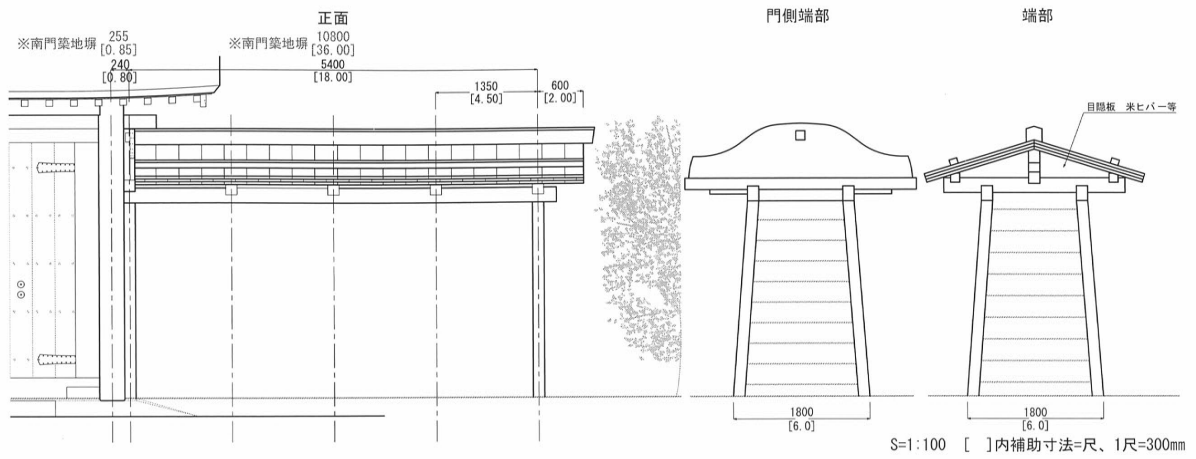 正面
門側端部
端部
※南門築地塀 255
[0.85]
※南門築地塀 10800
[36.00]
240
[0.80]
5400
[18.00]
1350
[4.50]
600
[2.00]
目隠板 米ヒバー等
1800
[6.0]
1800
[6.0]
S=1:100 [ ]内補助寸法=尺、1尺=300mm